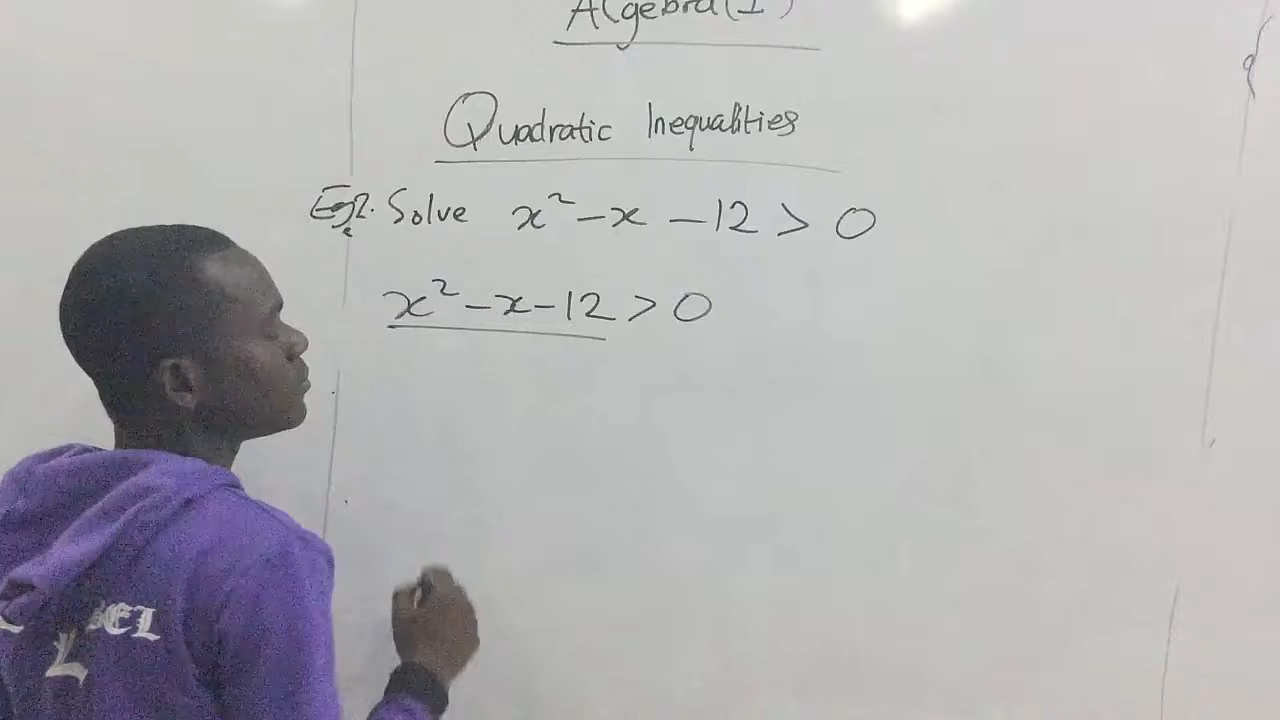 Algebra(I)
Quadratic Inequalities
Eg2. Solve x² - x - 12 > 0
x² - x - 12 > 0